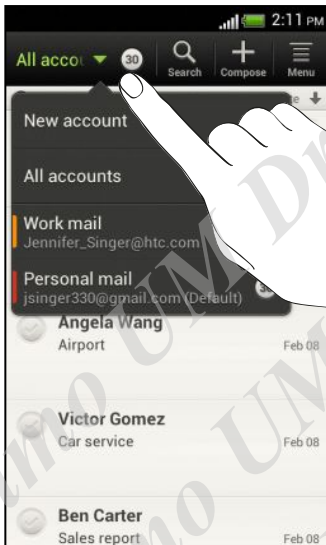 2:11 PM
All accou 30 Search Compose Menu
New account
All accounts
Work mail
Jennifer_Singer@htc.com
Personal mail
jsinger330@gmail.com (Default)
Angela Wang
Airport Feb 08
Victor Gomez
Car service Feb 08
Ben Carter
Sales report Feb 08